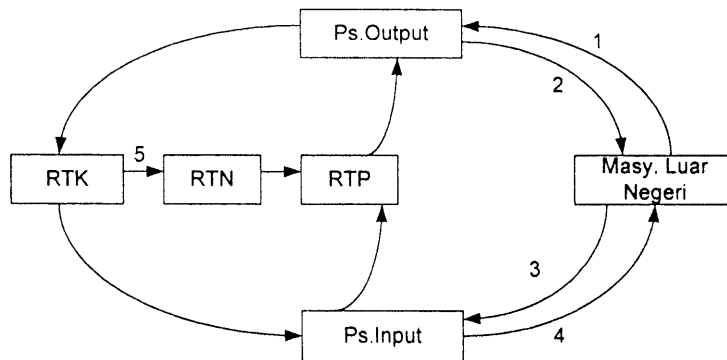 Ps.Output
1
2
5
RTK
RTN
RTP
Masy. Luar
Negeri
3
Ps.Input
4